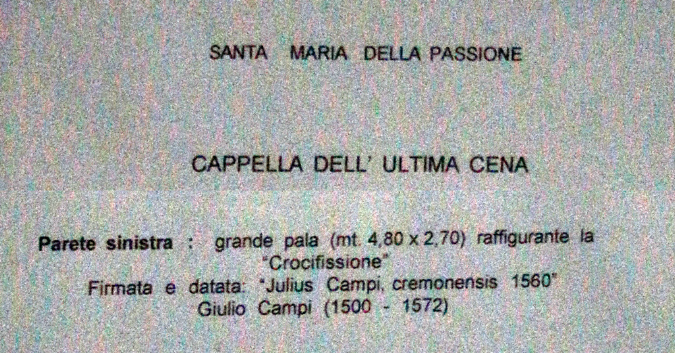 SANTA MARIA DELLA PASSIONE
CAPPELLA DELL' ULTIMA CENA
Parete sinistra : grande pala (mt. 4,80 x 2,70) raffigurante la
"Crocifissione"
Firmata e datata: "Julius Campi, cremonensis 1560"
Giulio Campi (1500 - 1572)